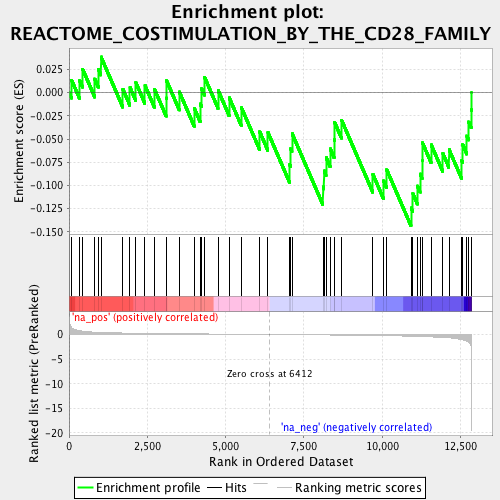 Enrichment plot:
REACTOME_COSTIMULATION_BY_THE_CD28_FAMILY
Enrichment score (ES)
0.025
0.000
-0.025
-0.050
-0.075
-0.100
-0.125
-0.150
'na_pos' (positively correlated)
Ranked list metric (PreRanked)
0
-5
-10
-15
-20
Zero cross at 6412
'na_neg' (negatively correlated)
0
2,500
5,000
7,500
10,000
12,500
Rank in Ordered Dataset
Enrichment profile
Hits
Ranking metric scores